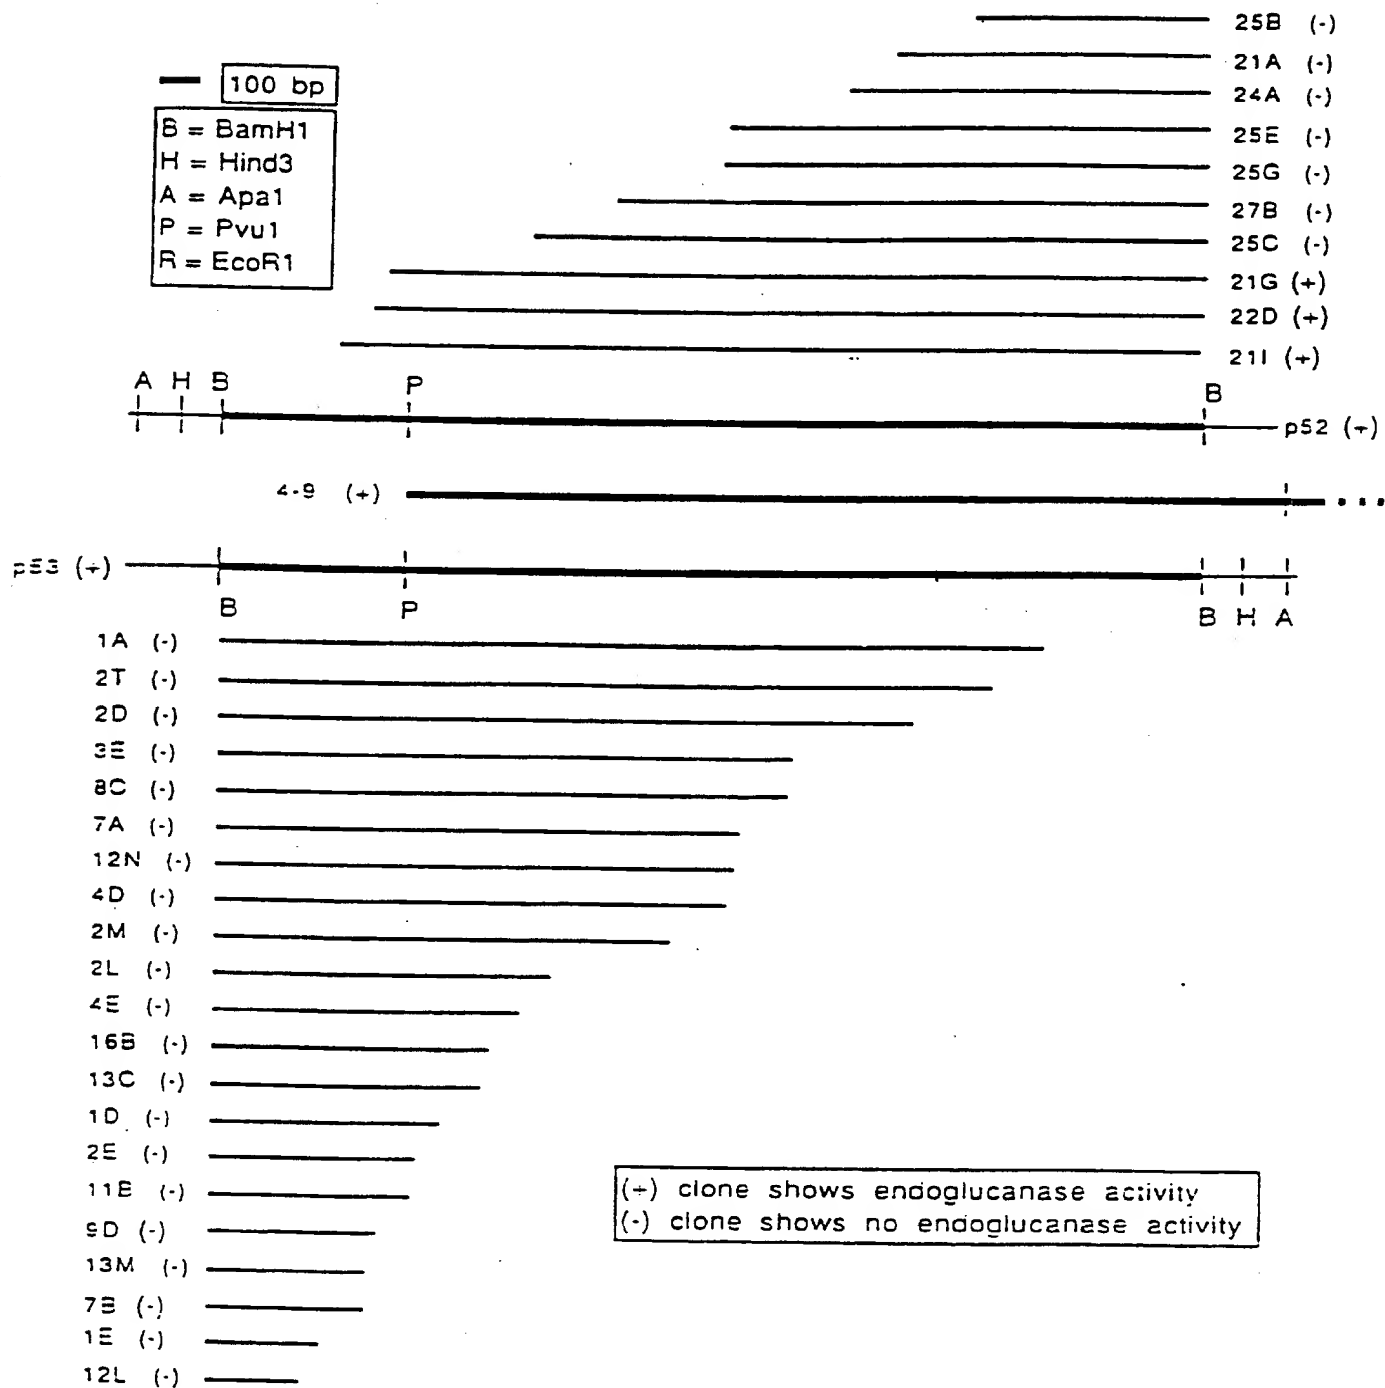 25B (-)
21A (-)
100 bp
24A (-)
B = BamH1
H = Hind3
A = Apa1
P = Pvu1
R = EcoR1
25E (-)
25G (-)
27B (-)
25C (-)
21G (+)
22D (+)
21I (+)
A H B P B
p52 (+)
4-9 (+)
p53 (+)
B P B H A
1A (-)
2T (-)
2D (-)
3E (-)
8C (-)
7A (-)
12N (-)
4D (-)
2M (-)
2L (-)
4E (-)
16B (-)
13C (-)
1D (-)
2E (-)
11B (-)
9D (-)
13M (-)
7B (-)
1E (-)
12L (-)
(+) clone shows endoglucanase activity
(-) clone shows no endoglucanase activity